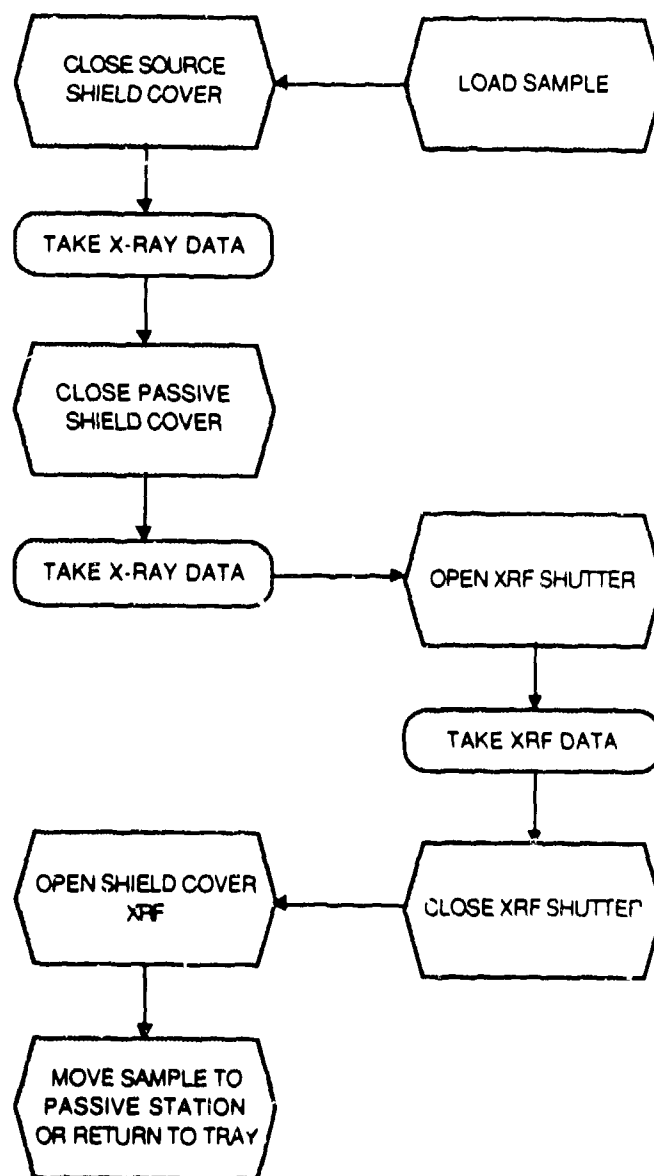 LOAD SAMPLE
CLOSE SOURCE
SHIELD COVER
TAKE X-RAY DATA
CLOSE PASSIVE
SHIELD COVER
TAKE X-RAY DATA
OPEN XRF SHUTTER
TAKE XRF DATA
CLOSE XRF SHUTTER
OPEN SHIELD COVER
XRF
MOVE SAMPLE TO
PASSIVE STATION
OR RETURN TO TRAY